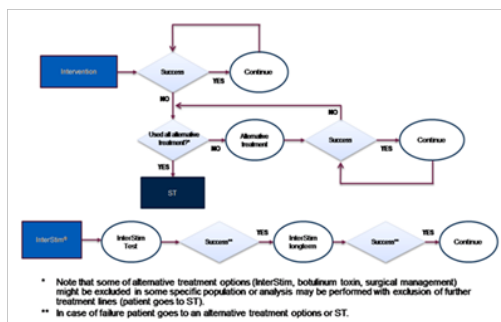 Intervention
Success
YES
Continue
NO
NO
Used all alternative
treatment?*
NO
Alternative
treatment
Success
YES
Continue
YES
ST
InterStim®
InterStim
Test
Success**
YES
InterStim
longterm
Success**
YES
Continue
* Note that some of alternative treatment options (InterStim, botulinum toxin, surgical management)
might be excluded in some specific population or analysis may be performed with exclusion of further
treatment lines (patient goes to ST).
** In case of failure patient goes to an alternative treatment options or ST.